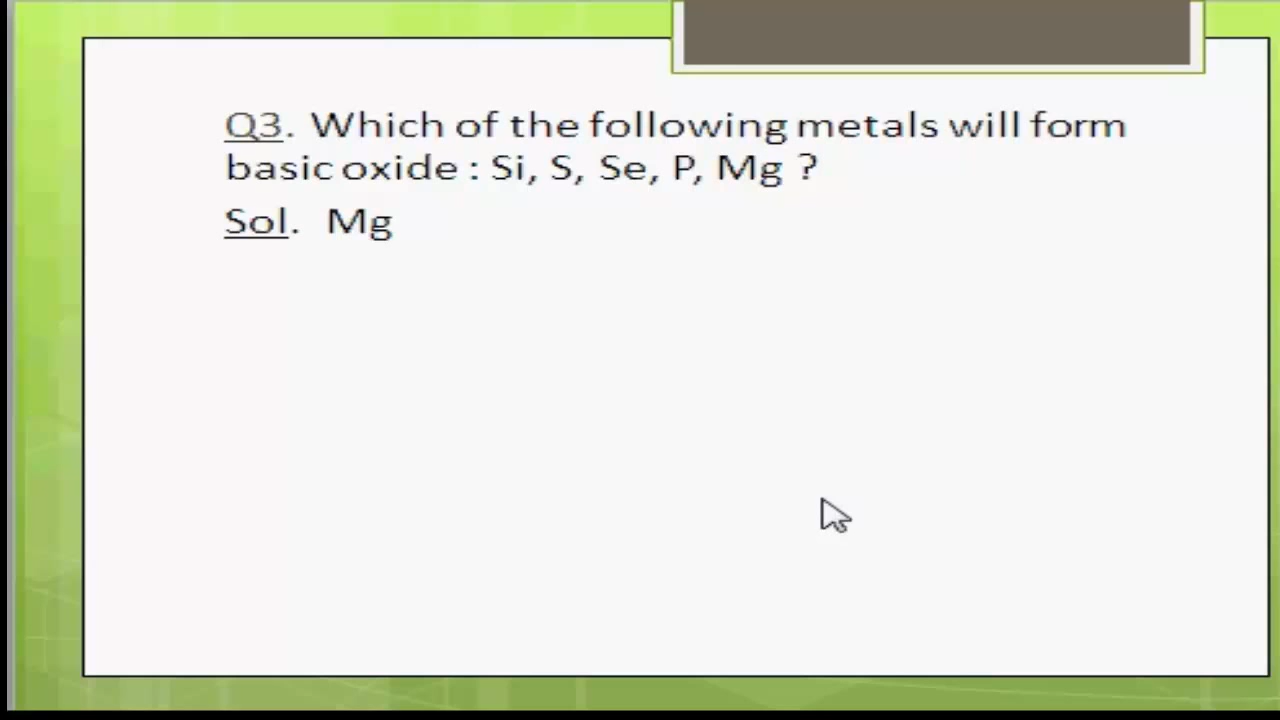 Q3. Which of the following metals will form
basic oxide : Si, S, Se, P, Mg ?
Sol. Mg